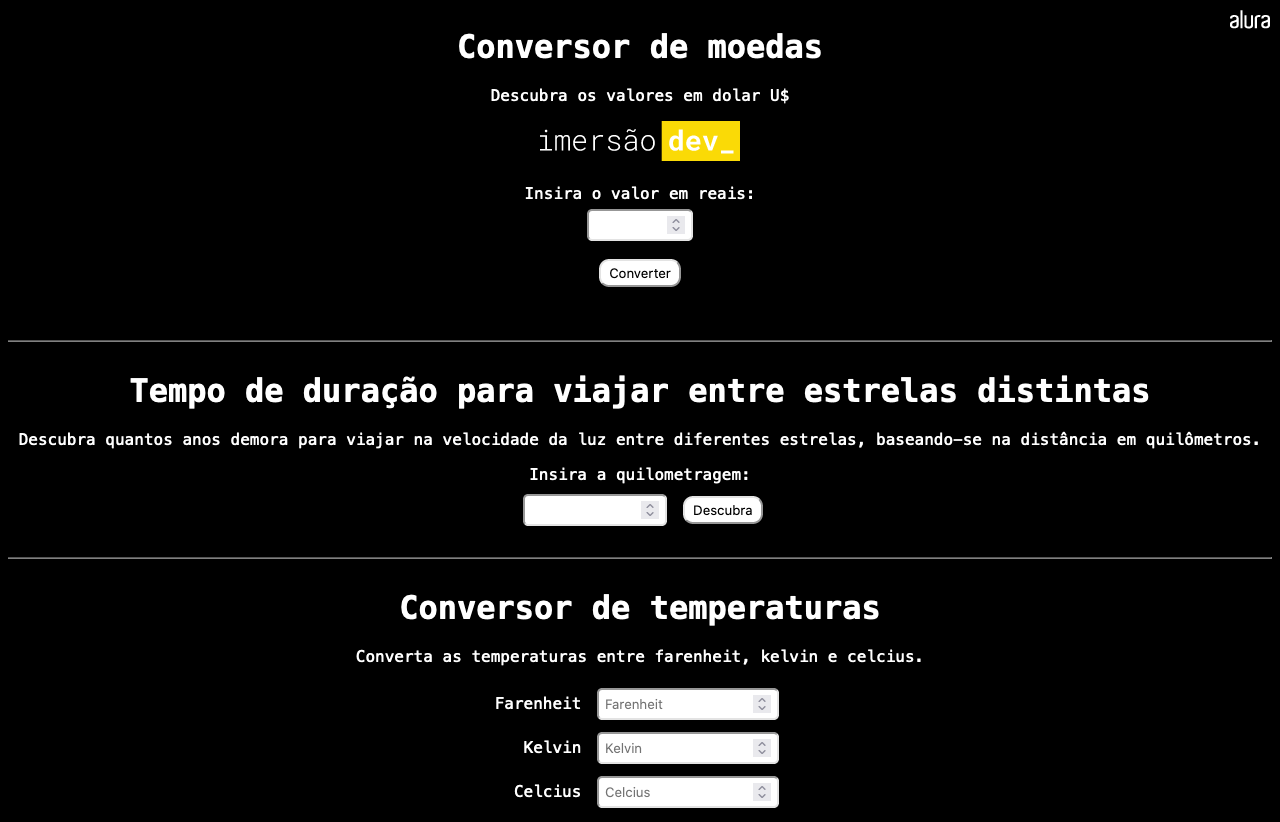 alura
Conversor de moedas
Descubra os valores em dolar U$
imersão dev_
Insira o valor em reais:
Converter
Tempo de duração para viajar entre estrelas distintas
Descubra quantos anos demora para viajar na velocidade da luz entre diferentes estrelas, baseando-se na distância em quilômetros.
Insira a quilometragem:
Descubra
Conversor de temperaturas
Converta as temperaturas entre farenheit, kelvin e celcius.
Farenheit Farenheit
Kelvin Kelvin
Celcius Celcius